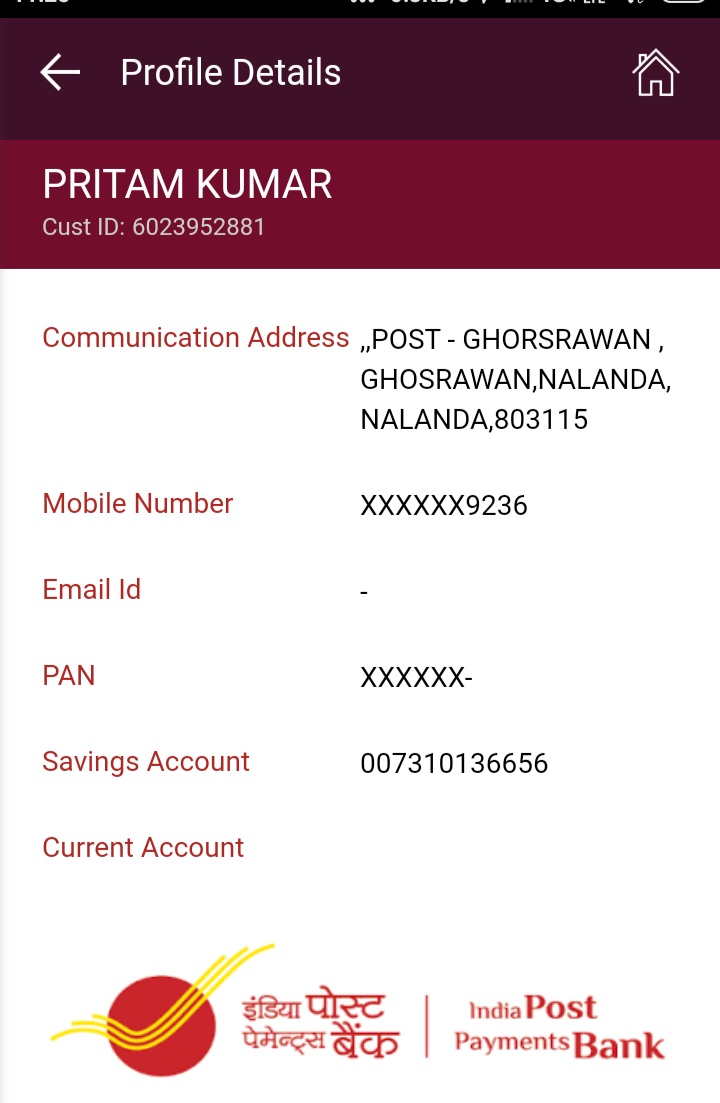 Profile Details
PRITAM KUMAR
Cust ID: 6023952881
Communication Address ,,POST - GHORSRAWAN ,
GHOSRAWAN,NALANDA,
NALANDA,803115
Mobile Number XXXXXX9236
Email Id -
PAN XXXXXX-
Savings Account 007310136656
Current Account
इंडिया पोस्ट India Post
पेमेन्ट्स बैंक Payments Bank